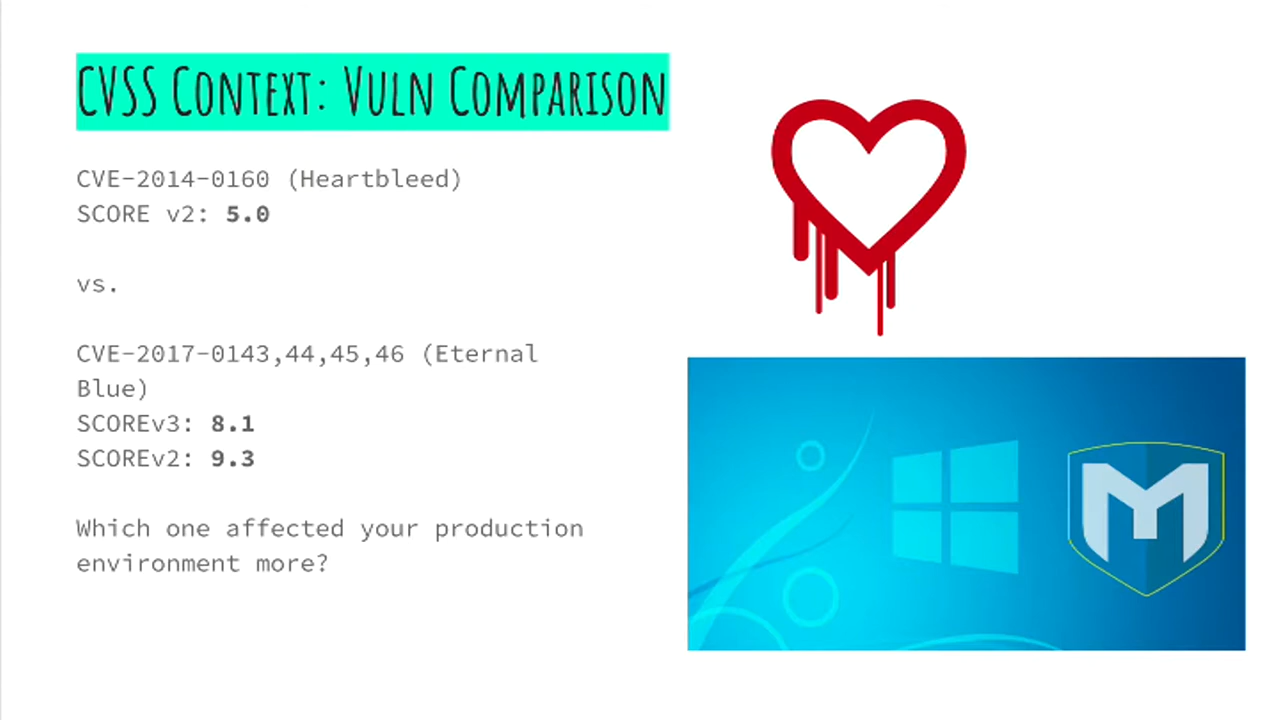 CVSS Context: Vuln Comparison
CVE-2014-0160 (Heartbleed)
SCORE v2: 5.0
vs.
CVE-2017-0143,44,45,46 (Eternal
Blue)
SCOREv3: 8.1
SCOREv2: 9.3
Which one affected your production
environment more?
M